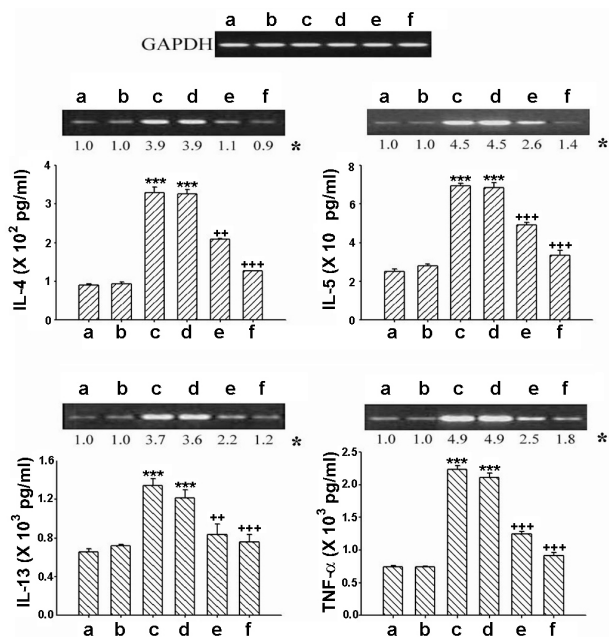 a b c d e f
GAPDH
a b c d e f
1.0 1.0 3.9 3.9 1.1 0.9 *
IL-4 (X 10² pg/ml)
4
3
2
1
0
*** ***
++
+++
a b c d e f
a b c d e f
1.0 1.0 4.5 4.5 2.6 1.4 *
IL-5 (X 10 pg/ml)
8
6
4
2
0
*** ***
+++
+++
a b c d e f
a b c d e f
1.0 1.0 3.7 3.6 2.2 1.2 *
IL-13 (X 10³ pg/ml)
1.6
1.2
0.8
0.4
0.0
***
***
++ +++
a b c d e f
a b c d e f
1.0 1.0 4.9 4.9 2.5 1.8 *
TNF-α (X 10³ pg/ml)
2.5
2.0
1.5
1.0
0.5
0.0
*** ***
+++
+++
a b c d e f